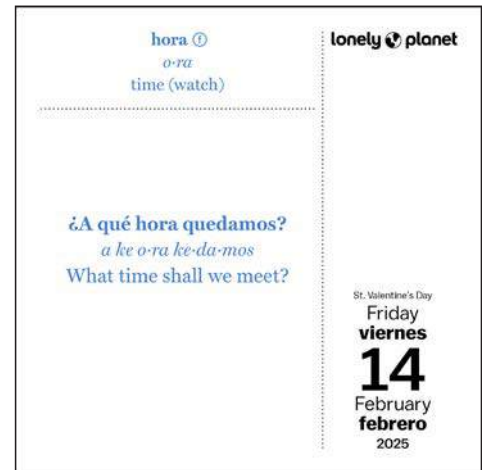 hora ⓕ
o·ra
time (watch)
¿A qué hora quedamos?
a ke o·ra ke·da·mos
What time shall we meet?
lonely planet
St. Valentine's Day
Friday
viernes
14
February
febrero
2025